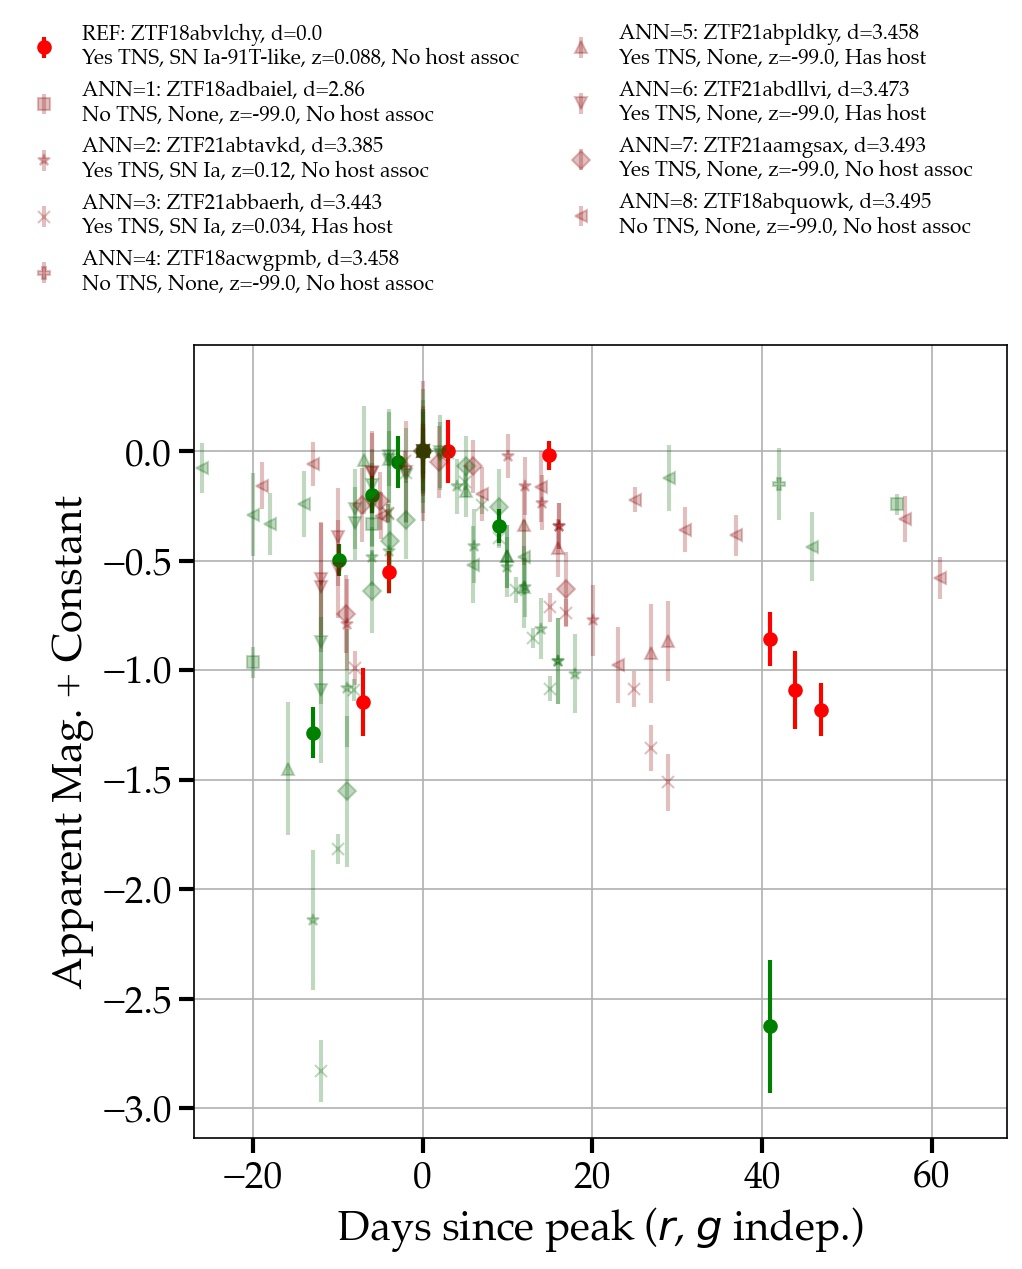 REF: ZTF18abvlchy, d=0.0
Yes TNS, SN Ia-91T-like, z=0.088, No host assoc
ANN=1: ZTF18adbaiel, d=2.86
No TNS, None, z=-99.0, No host assoc
ANN=2: ZTF21abtavkd, d=3.385
Yes TNS, SN Ia, z=0.12, No host assoc
ANN=3: ZTF21abbaerh, d=3.443
Yes TNS, SN Ia, z=0.034, Has host
ANN=4: ZTF18acwgpmb, d=3.458
No TNS, None, z=-99.0, No host assoc
ANN=5: ZTF21abpldky, d=3.458
Yes TNS, None, z=-99.0, Has host
ANN=6: ZTF21abdllvi, d=3.473
Yes TNS, None, z=-99.0, Has host
ANN=7: ZTF21aamgsax, d=3.493
Yes TNS, None, z=-99.0, No host assoc
ANN=8: ZTF18abquowk, d=3.495
No TNS, None, z=-99.0, No host assoc
Apparent Mag. + Constant
0.0
−0.5
−1.0
−1.5
−2.0
−2.5
−3.0
−20 0 20 40 60
Days since peak (r, g indep.)